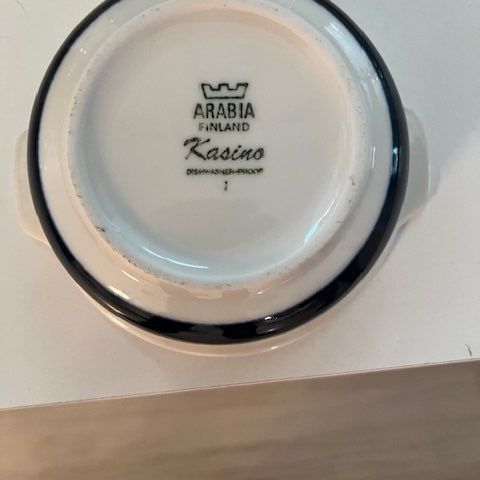 ARABIA
FINLAND
Kasino
DISHWASHER-PROOF
1